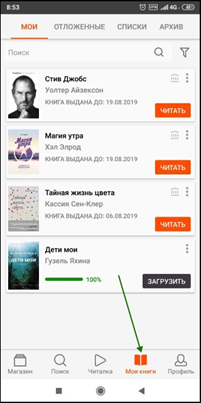 8:53
4G
МОИ ОТЛОЖЕННЫЕ СПИСКИ АРХИВ
Поиск
Стив Джобс
Уолтер Айзексон
КНИГА ВЫДАНА ДО: 19.08.2019
ЧИТАТЬ
Магия утра
Хэл Элрод
КНИГА ВЫДАНА ДО: 19.08.2019
ЧИТАТЬ
Тайная жизнь цвета
Кассия Сен-Клер
КНИГА ВЫДАНА ДО: 06.08.2019
ЧИТАТЬ
Дети мои
Гузель Яхина
100%
ЗАГРУЗИТЬ
Магазин Поиск Читалка Мои книги Профиль